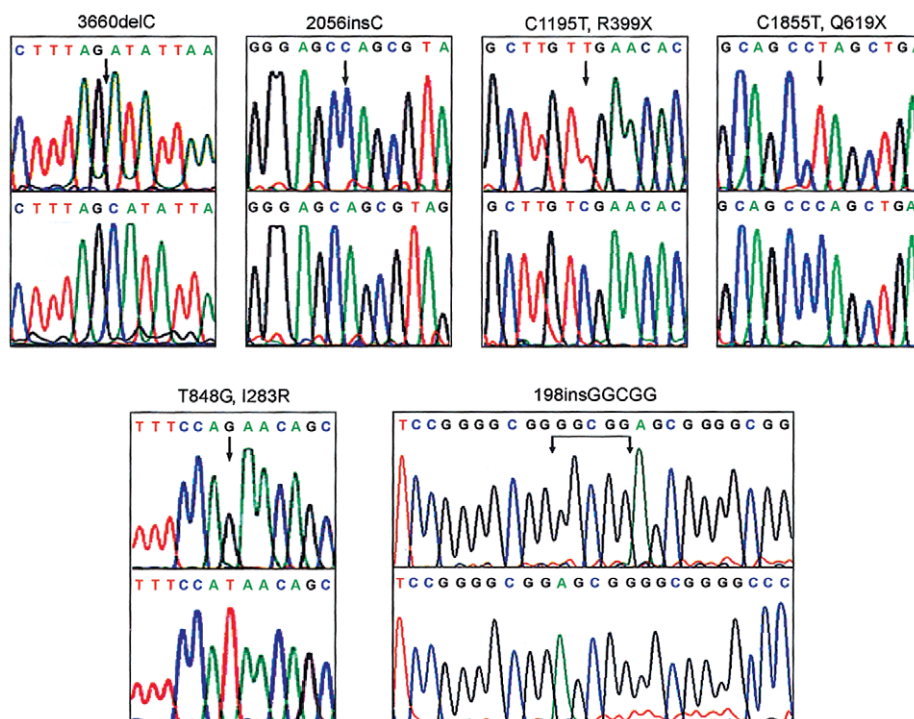 3660delC 2056insC C1195T, R399X C1855T, Q619X
C T T T A G A T A T T A A G G G A G C C A G C G T A G C T T G T T G A A C A C G C A G C C T A G C T G A
C T T T A G C A T A T T A G G G A G C A G C G T A G G C T T G T C G A A C A C G C A G C C C A G C T G A
T848G, I283R 198insGGCGG
T T T C C A G A A C A G C T C C G G G G C G G G G C G G A G C G G G G C G G
T T T C C A T A A C A G C T C C G G G G C G G A G C G G G G C G G G G C C C